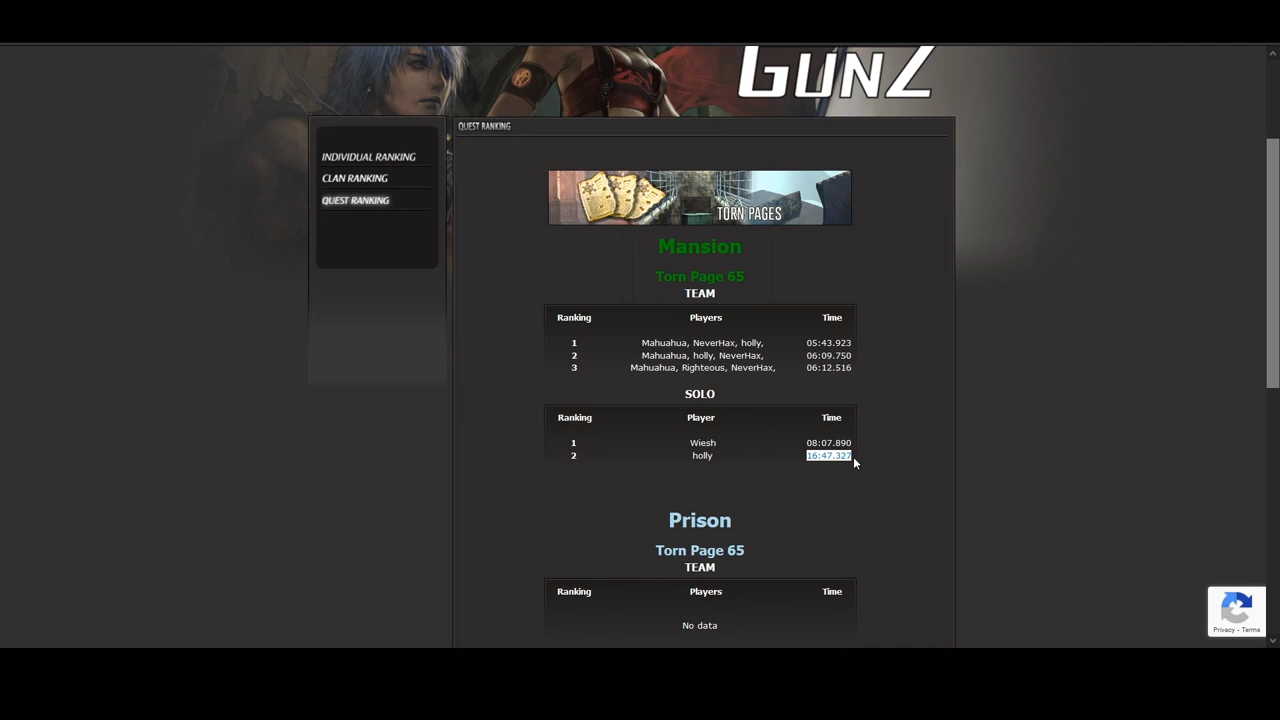 GUNZ
INDIVIDUAL RANKING
CLAN RANKING
QUEST RANKING
QUEST RANKING
TORN PAGES
Mansion
Torn Page 65
TEAM
Ranking Players Time
1 Mahuahua, NeverHax, holly, 05:43.923
2 Mahuahua, holly, NeverHax, 06:09.750
3 Mahuahua, Righteous, NeverHax, 06:12.516
SOLO
Ranking Player Time
1 Wiesh 08:07.890
2 holly 16:47.327
Prison
Torn Page 65
TEAM
Ranking Players Time
No data
Privacy - Terms